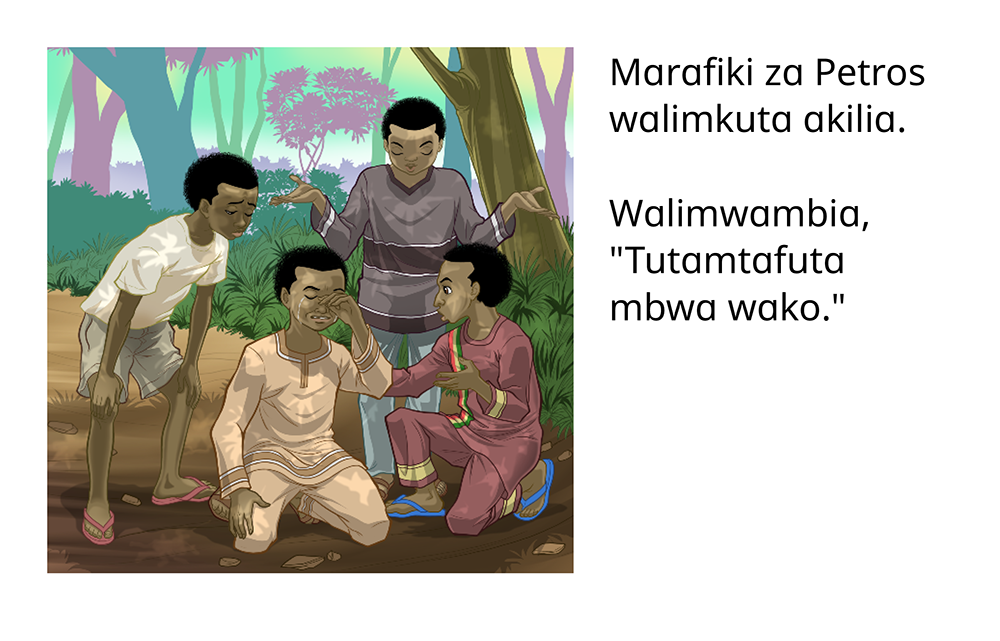 Marafiki za Petros
walimkuta akilia.
Walimwambia,
"Tutamtafuta
mbwa wako."